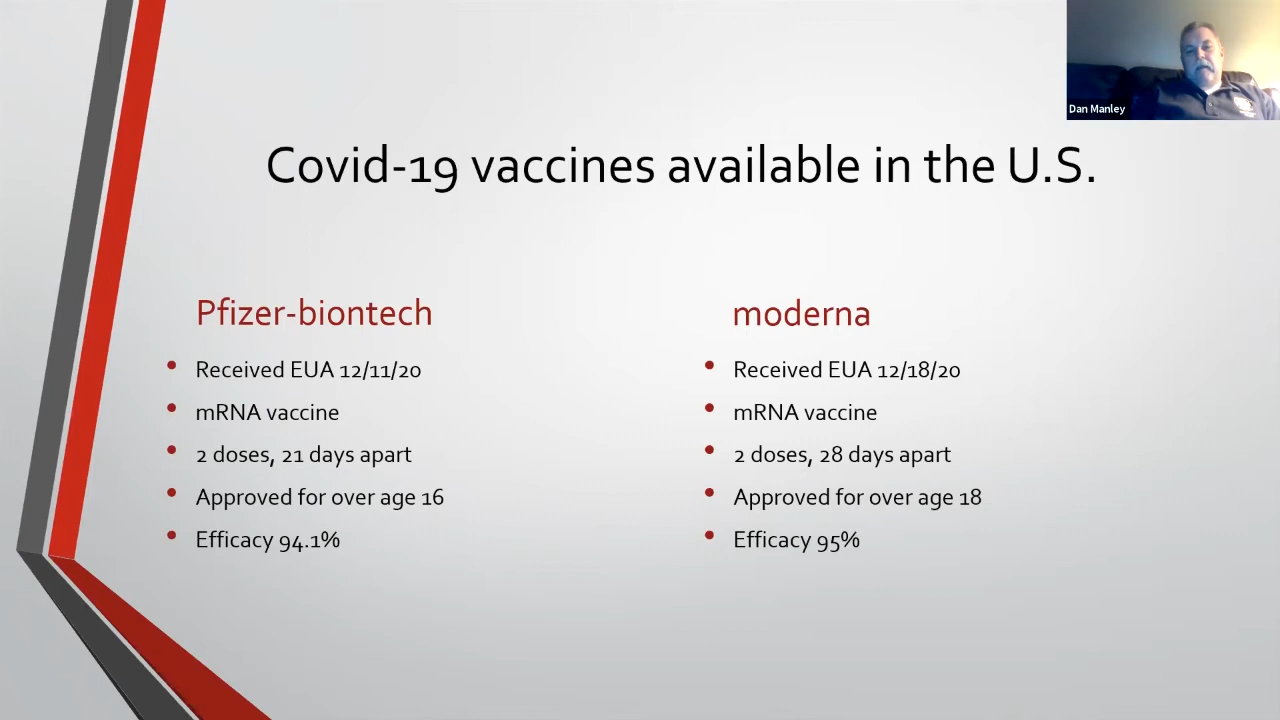 Dan Manley
Covid-19 vaccines available in the U.S.
Pfizer-biontech
• Received EUA 12/11/20
• mRNA vaccine
• 2 doses, 21 days apart
• Approved for over age 16
• Efficacy 94.1%
moderna
• Received EUA 12/18/20
• mRNA vaccine
• 2 doses, 28 days apart
• Approved for over age 18
• Efficacy 95%